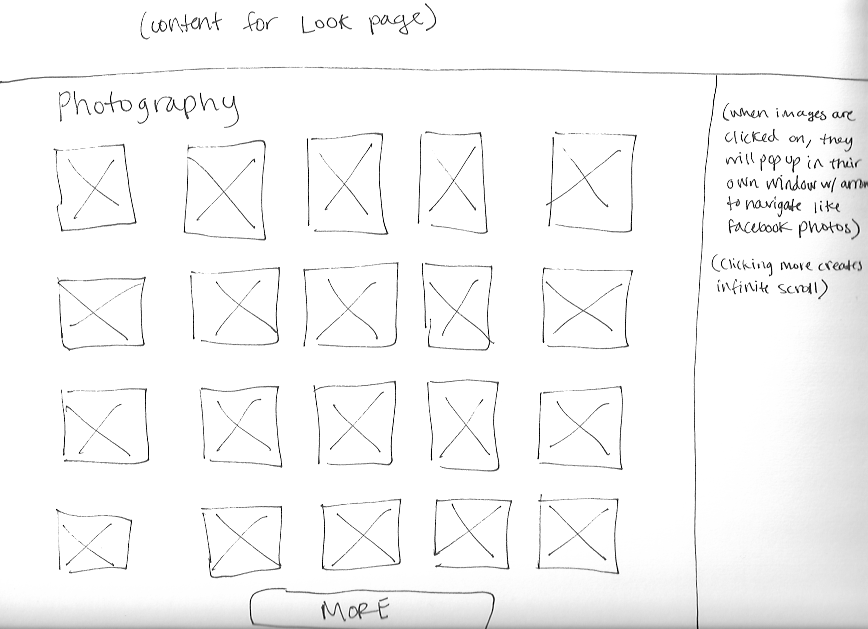 (content for Look page)
Photography
(when images are
clicked on, they
will pop up in their
own window w/ arrow
to navigate like
facebook photos)
(Clicking more creates
infinite scroll)
MORE